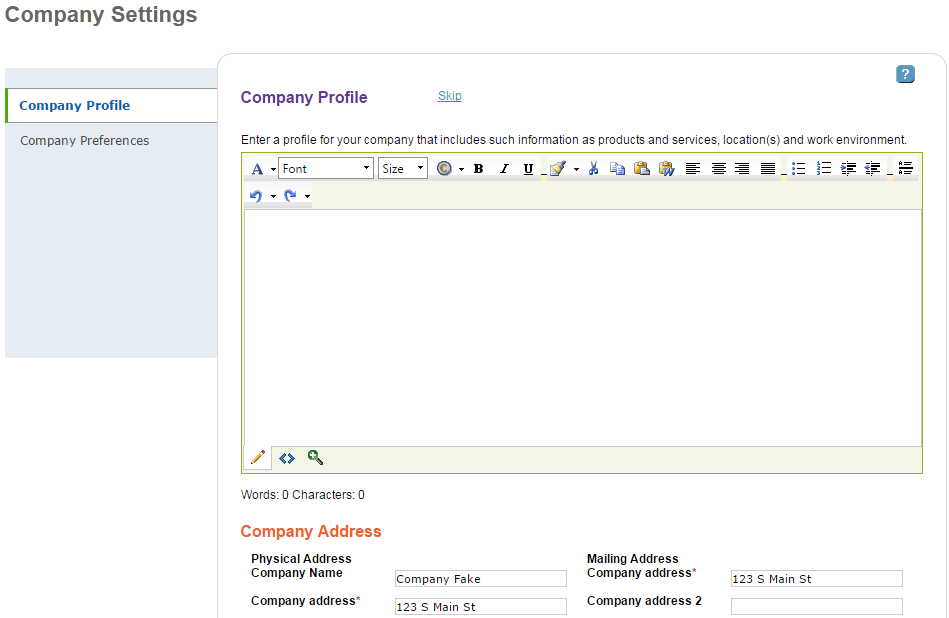 Company Settings
?
Company Profile
Company Preferences
Company Profile Skip
Enter a profile for your company that includes such information as products and services, location(s) and work environment.
A Font Size © B I U
Words: 0 Characters: 0
Company Address
Physical Address Mailing Address
Company Name Company Fake Company address* 123 S Main St
Company address* 123 S Main St Company address 2